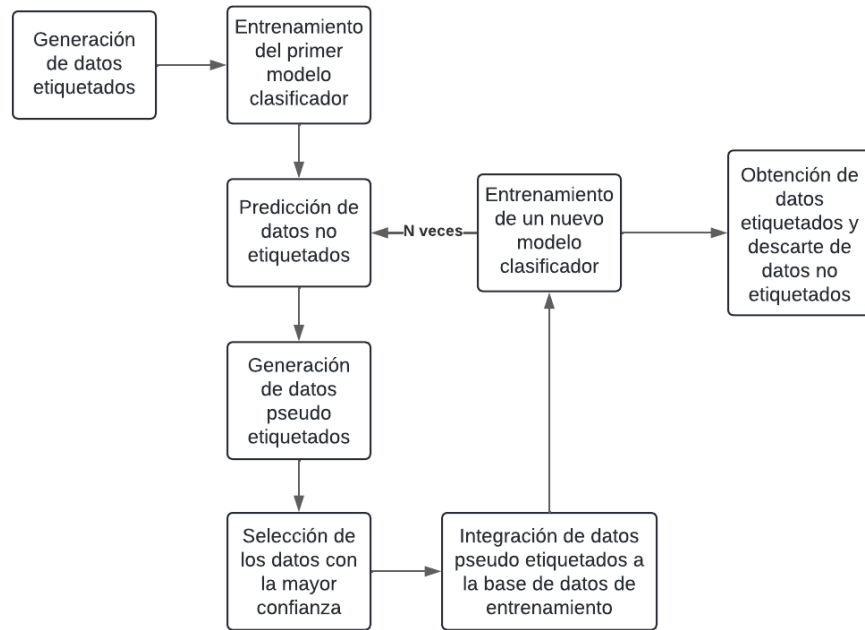 Generación
de datos
etiquetados
Entrenamiento
del primer
modelo
clasificador
Predicción de
datos no
etiquetados
N veces
Entrenamiento
de un nuevo
modelo
clasificador
Obtención de
datos
etiquetados y
descarte de
datos no
etiquetados
Generación
de datos
pseudo
etiquetados
Selección de
los datos con
la mayor
confianza
Integración de datos
pseudo etiquetados a
la base de datos de
entrenamiento